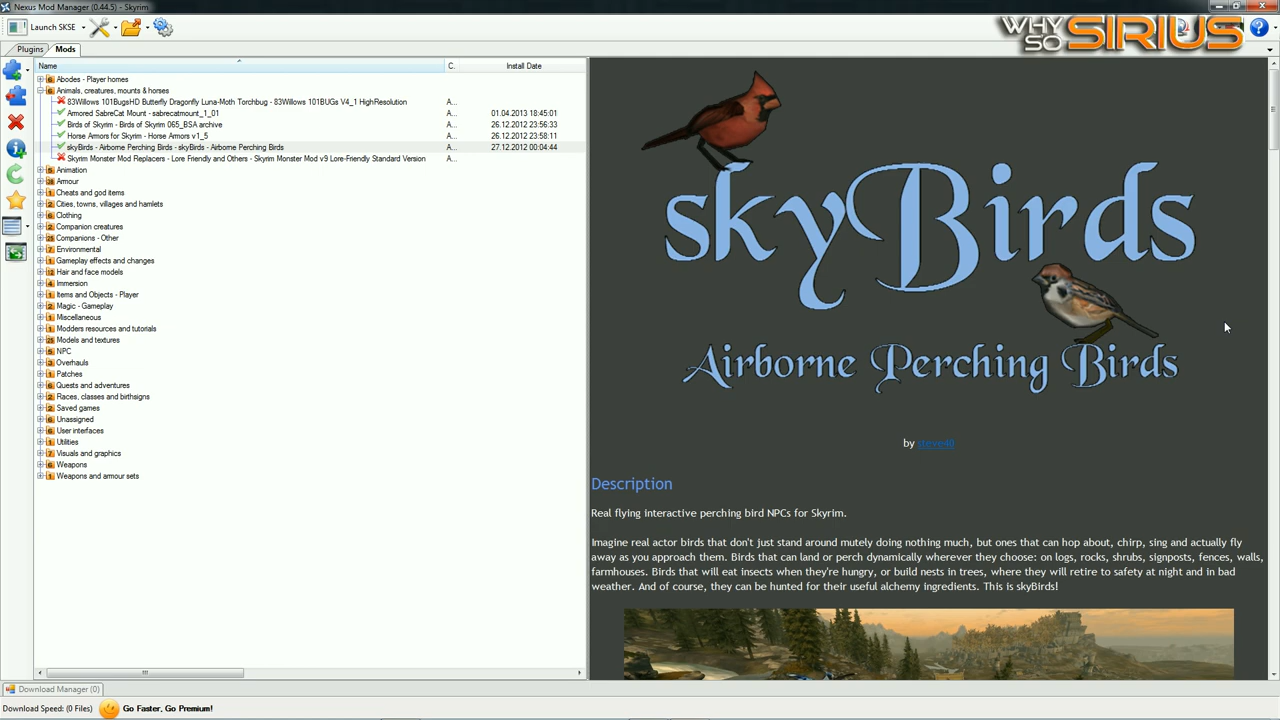 Nexus Mod Manager (0.44.5) - Skyrim
Launch SKSE
WHY SO SIRIUS
Plugins
Mods
Name
C.
Install Date
Abodes - Player homes
Animals, creatures, mounts & horses
83Willows 101BugsHD Butterfly Dragonfly Luna-Moth Torchbug - 83Willows 101BUGs V4_1 HighResolution A...
Armored SabreCat Mount - sabrecatmount_1_01 A... 01.04.2013 18:45:01
Birds of Skyrim - Birds of Skyrim 065_BSA archive A... 26.12.2012 23:56:33
Horse Armors for Skyrim - Horse Amors v1_5 A... 26.12.2012 23:58:11
skyBirds - Airborne Perching Birds - skyBirds - Airborne Perching Birds A... 27.12.2012 00:04:44
Skyrim Monster Mod Replacers - Lore Friendly and Others - Skyrim Monster Mod v9 Lore-Friendly Standard Version A...
Animation
Armour
Cheats and god items
Cities, towns, villages and hamlets
Clothing
Companion creatures
Companions - Other
Environmental
Gameplay effects and changes
Hair and face models
Immersion
Items and Objects - Player
Magic - Gameplay
Miscellaneous
Modders resources and tutorials
Models and textures
NPC
Overhauls
Patches
Quests and adventures
Races, classes and birthsigns
Saved games
Unassigned
User interfaces
Utilities
Visuals and graphics
Weapons
Weapons and armour sets
skyBirds
Airborne Perching Birds
by steve40
Description
Real flying interactive perching bird NPCs for Skyrim.
Imagine real actor birds that don't just stand around mutely doing nothing much, but ones that can hop about, chirp, sing and actually fly
away as you approach them. Birds that can land or perch dynamically wherever they choose: on logs, rocks, shrubs, signposts, fences, walls,
farmhouses. Birds that will eat insects when they're hungry, or build nests in trees, where they will retire to safety at night and in bad
weather. And of course, they can be hunted for their useful alchemy ingredients. This is skyBirds!
Download Manager (0)
Download Speed: (0 Files)
Go Faster, Go Premium!